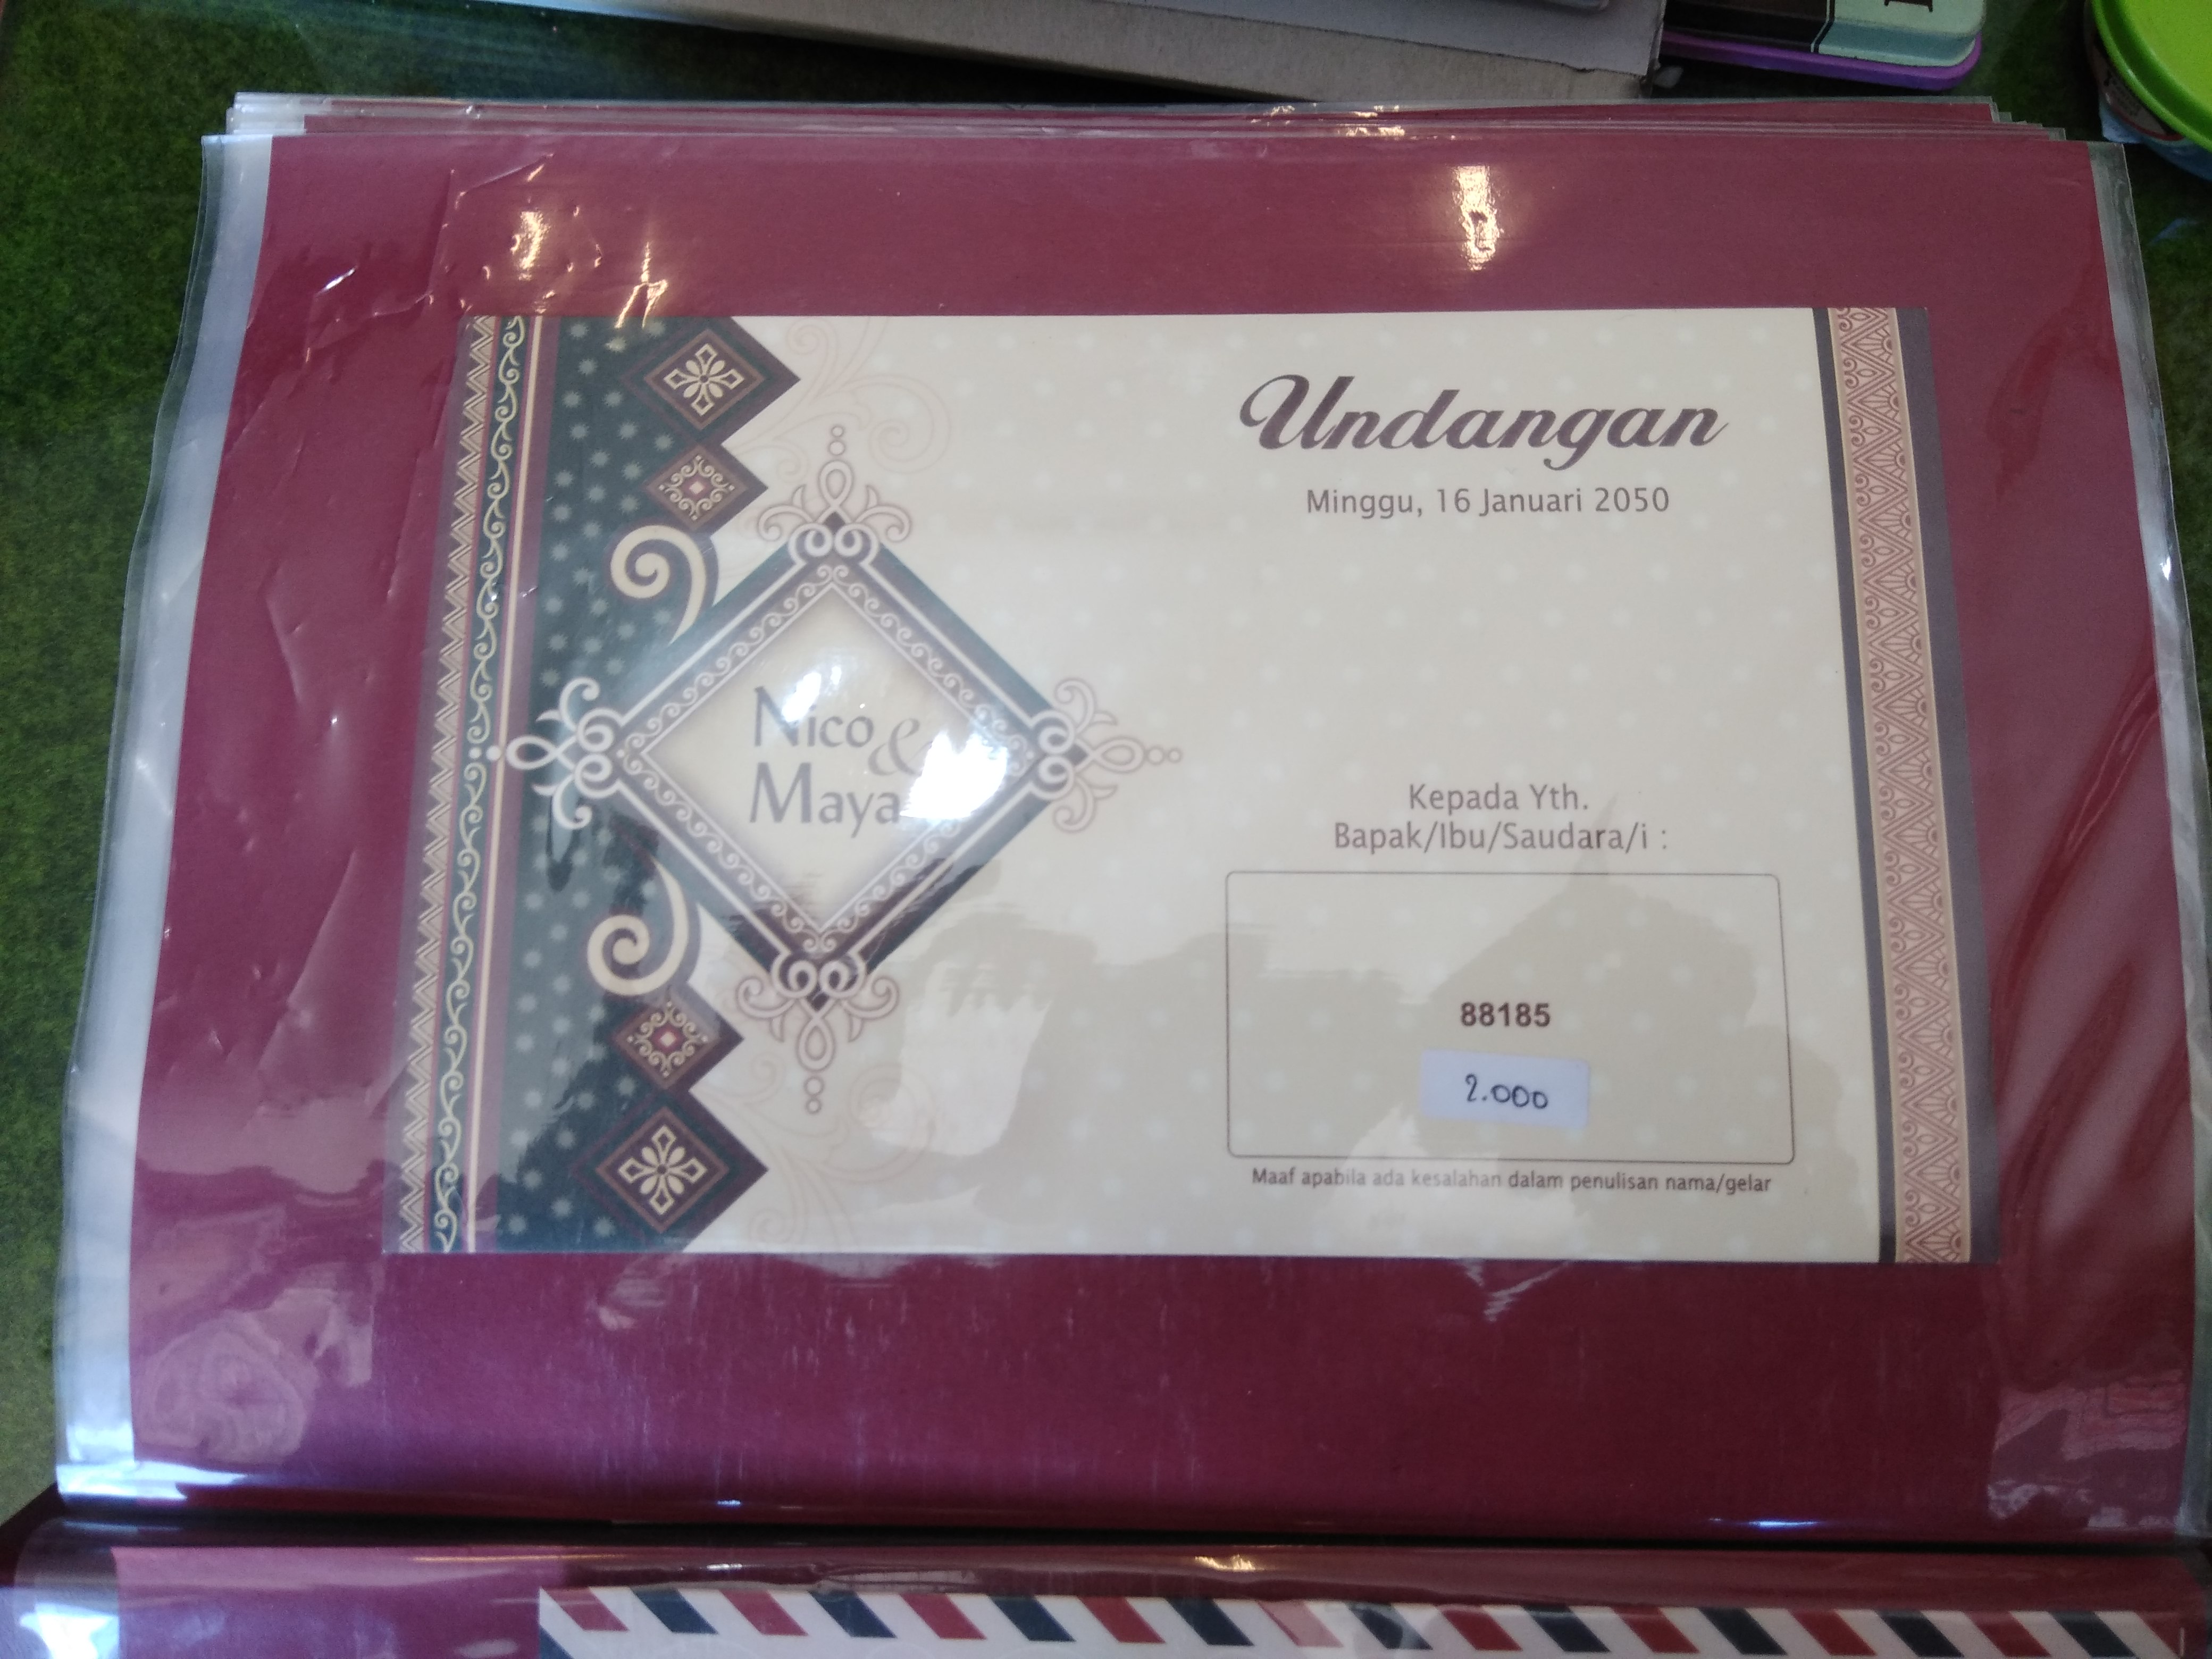 Undangan
Minggu, 16 Januari 2050
Nico &
Maya
Kepada Yth.
Bapak/Ibu/Saudara/i :
88185
2.000
Maaf apabila ada kesalahan dalam penulisan nama/gelar